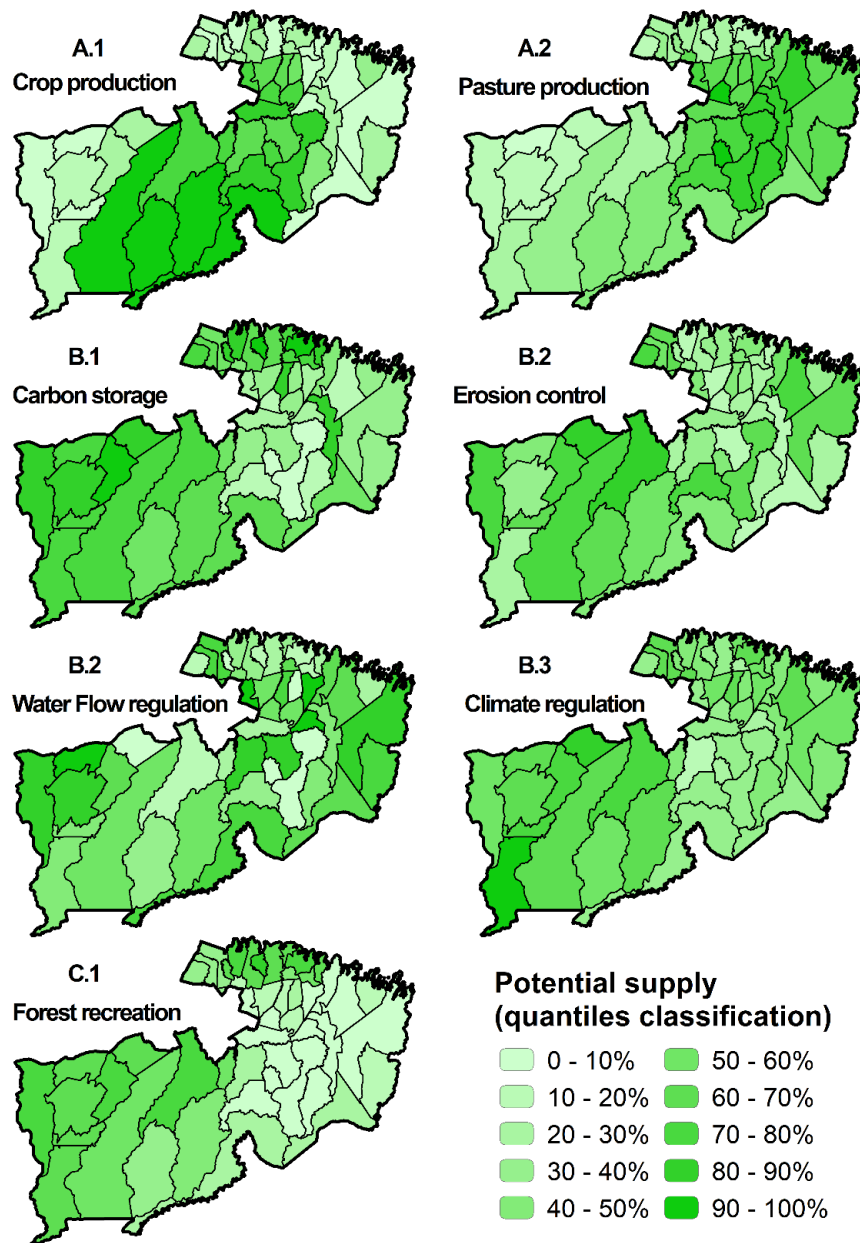 A.1
Crop production
A.2
Pasture production
B.1
Carbon storage
B.2
Erosion control
B.2
Water Flow regulation
B.3
Climate regulation
C.1
Forest recreation
Potential supply
(quantiles classification)
0 - 10%
10 - 20%
20 - 30%
30 - 40%
40 - 50%
50 - 60%
60 - 70%
70 - 80%
80 - 90%
90 - 100%